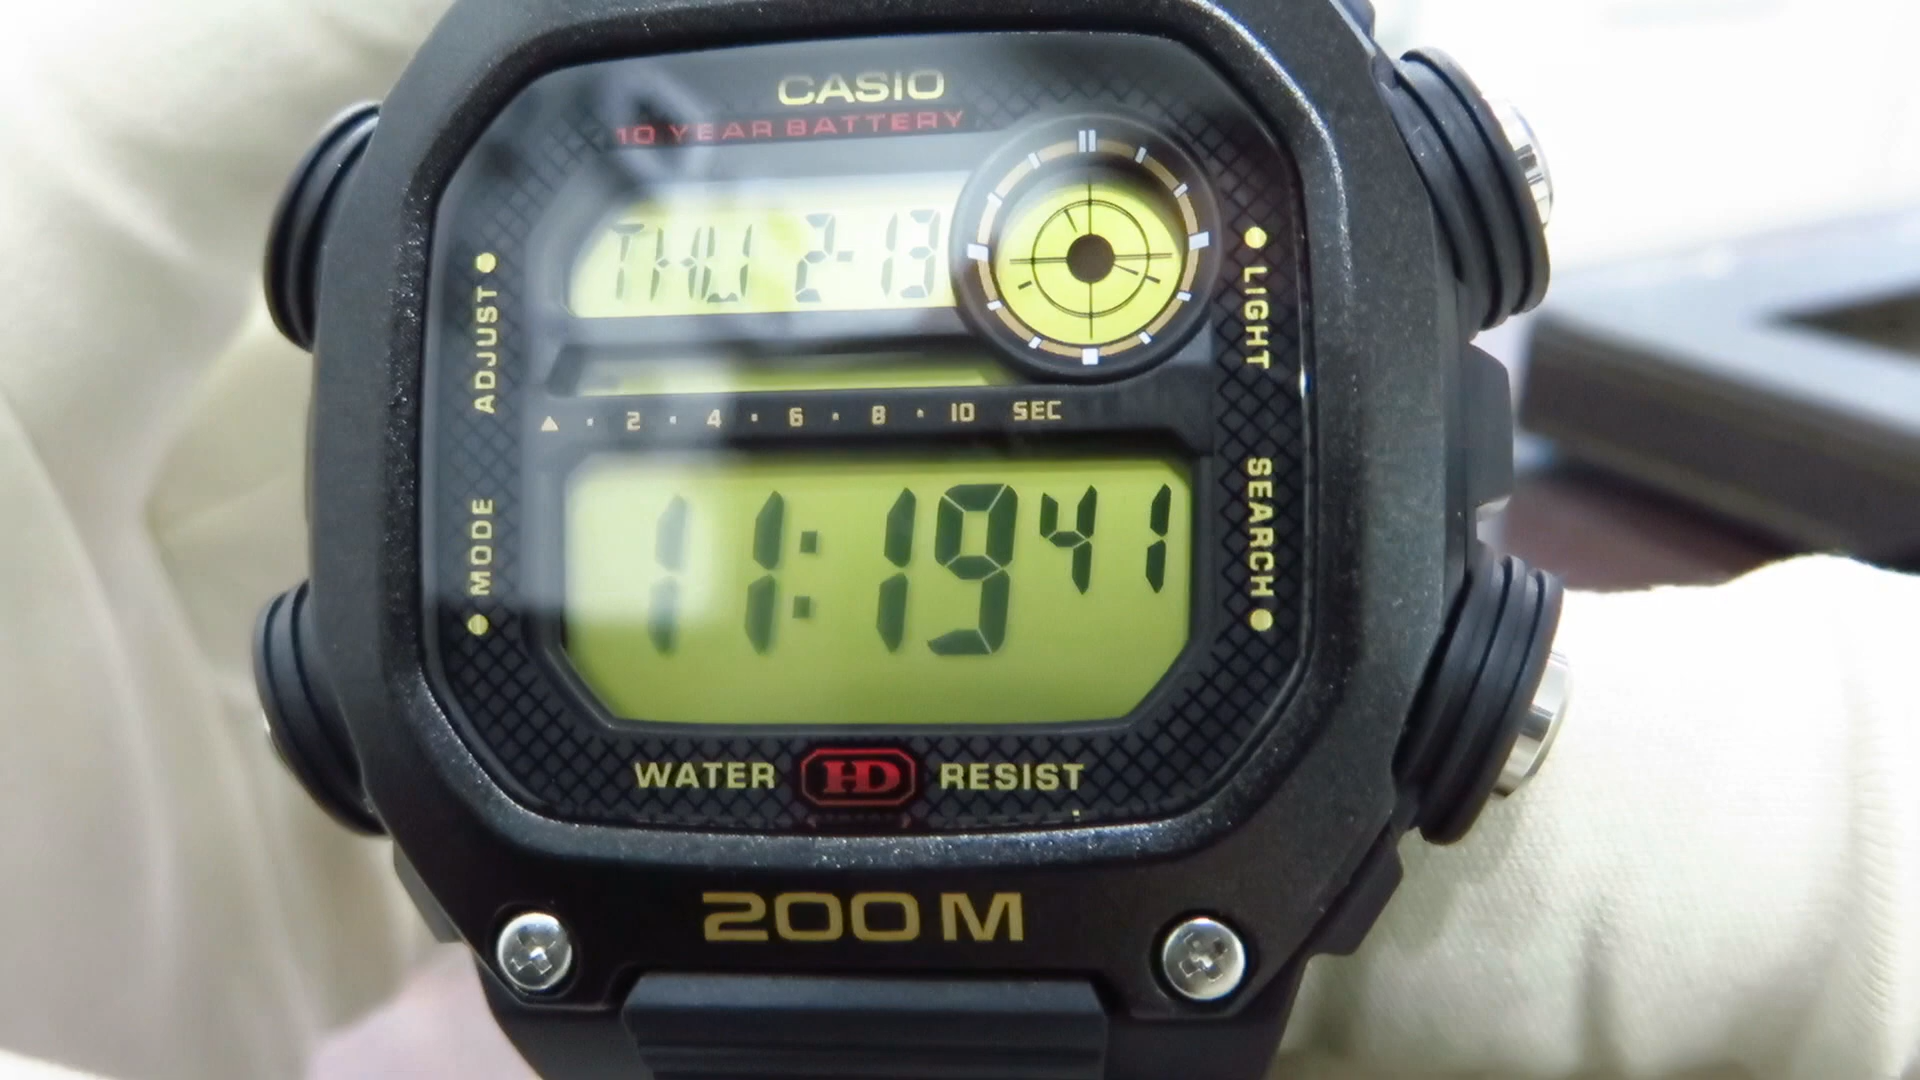 CASIO
10 YEAR BATTERY
THU 2-13
ADJUST
LIGHT
2 4 6 8 10 SEC
MODE
SEARCH
11:19 41
WATER HD RESIST
200M